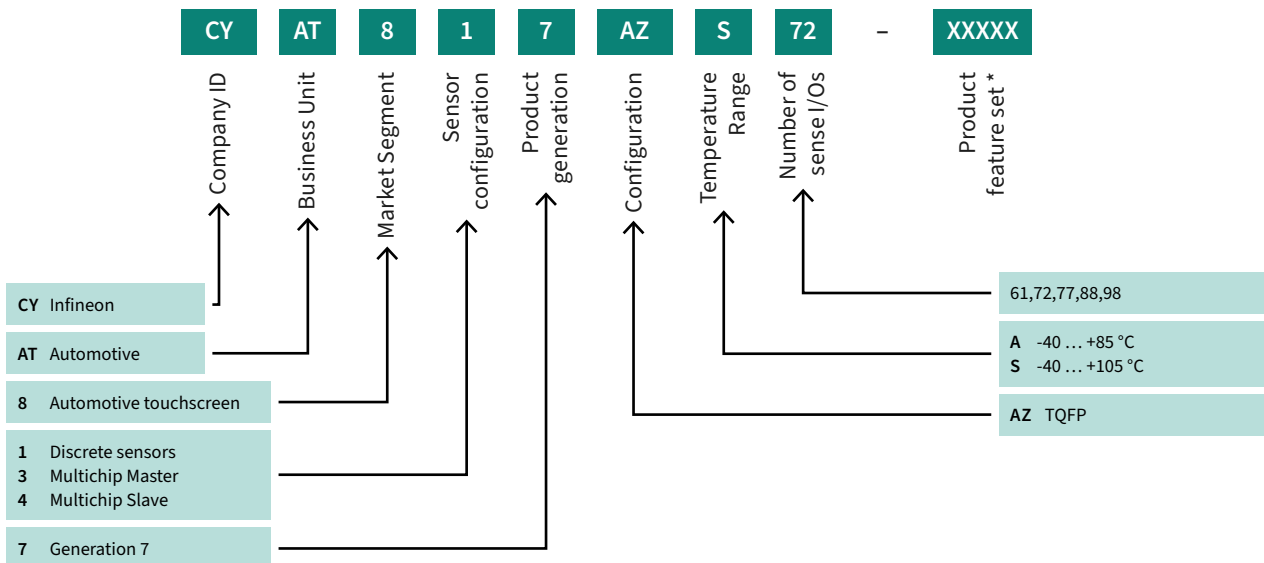 CY AT 8 1 7 AZ S 72 – XXXXX
Company ID
Business Unit
Market Segment
Sensor
configuration
Product
generation
Configuration
Temperature
Range
Number of
sense I/Os
Product
feature set *
CY Infineon
AT Automotive
8 Automotive touchscreen
1 Discrete sensors
3 Multichip Master
4 Multichip Slave
7 Generation 7
61,72,77,88,98
A -40 … +85 °C
S -40 … +105 °C
AZ TQFP